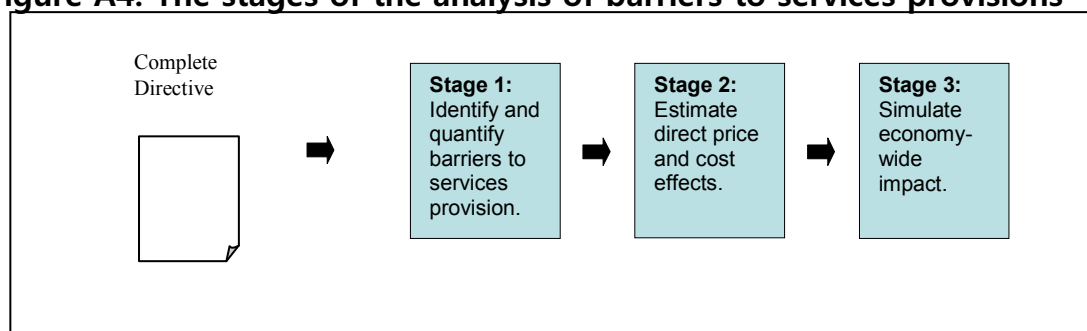 igure A4: The stages of the analysis of barriers to services provisions
Complete
Directive
Stage 1:
Identify and
quantify
barriers to
services
provision.
Stage 2:
Estimate
direct price
and cost
effects.
Stage 3:
Simulate
economy-
wide
impact.